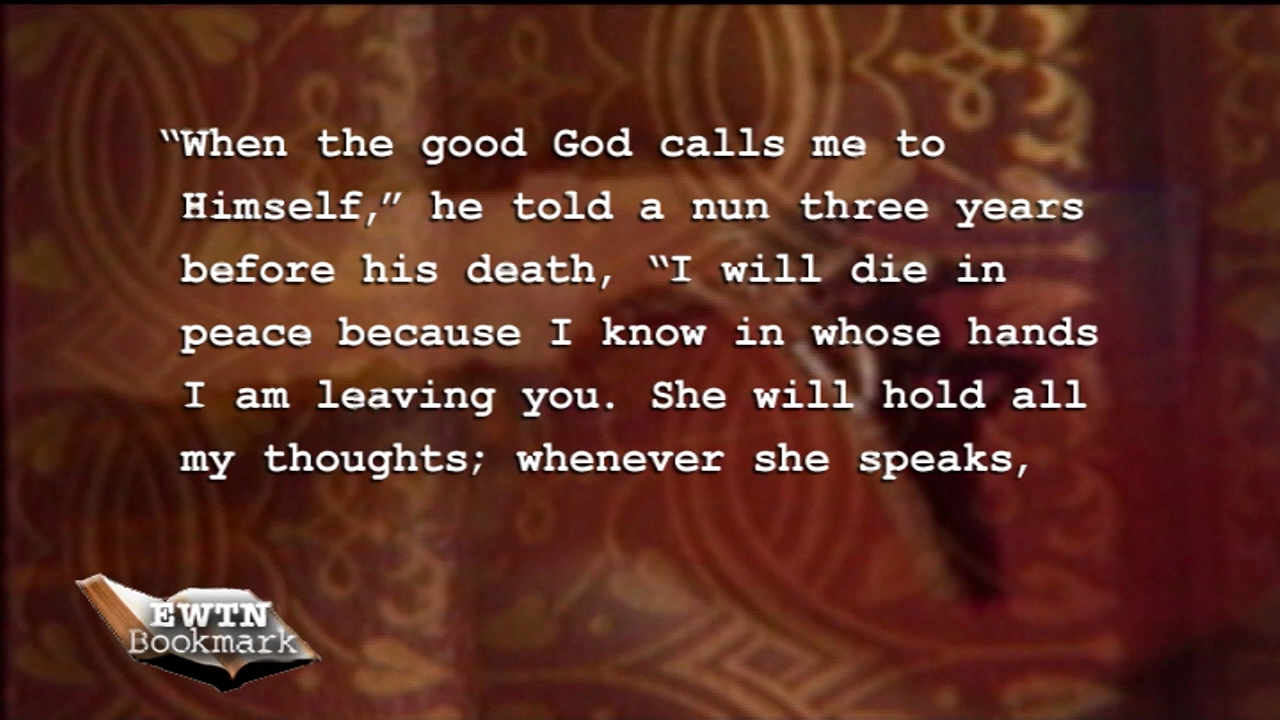 “When the good God calls me to
Himself,” he told a nun three years
before his death, “I will die in
peace because I know in whose hands
I am leaving you. She will hold all
my thoughts; whenever she speaks,
EWTN
Bookmark